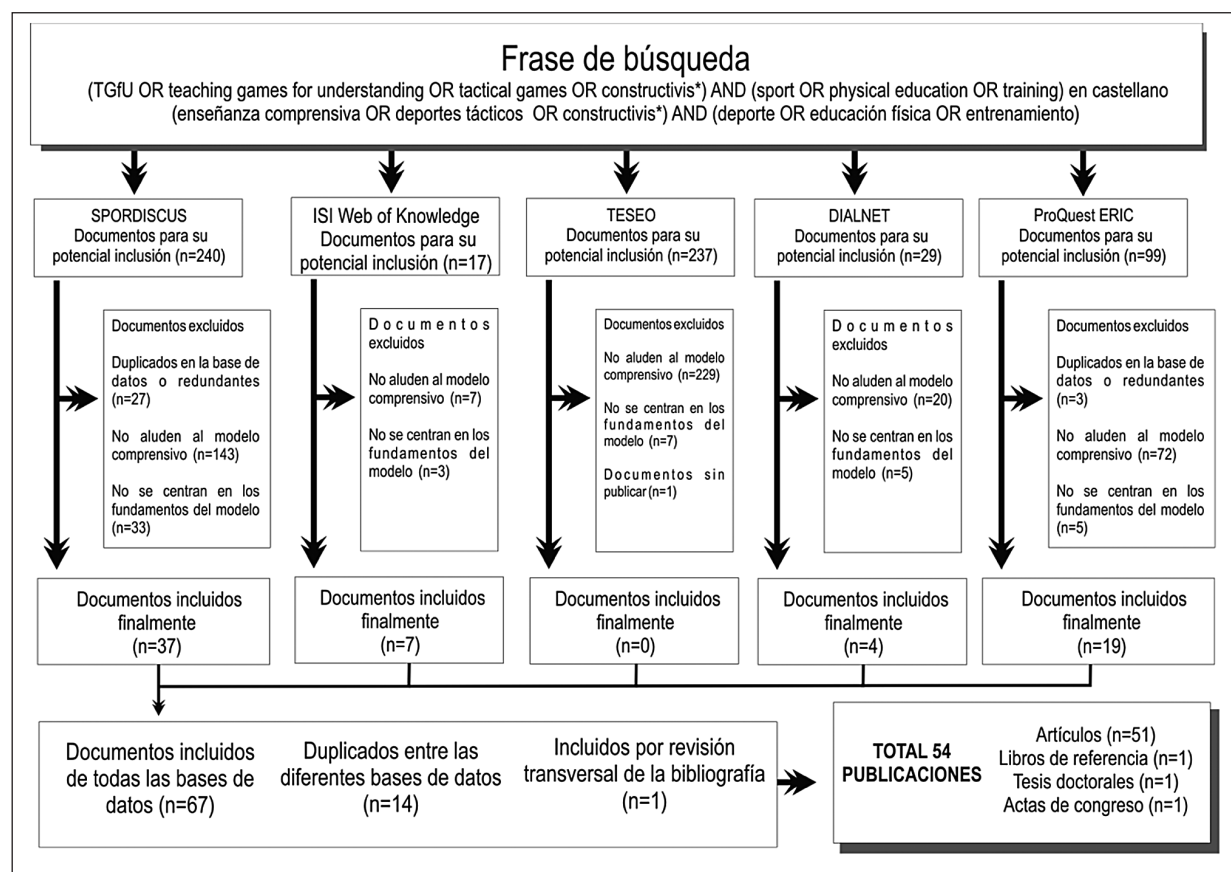 Frase de búsqueda
(TGfU OR teaching games for understanding OR tactical games OR constructivis*) AND (sport OR physical education OR training) en castellano
(enseñanza comprensiva OR deportes tácticos OR constructivis*) AND (deporte OR educación física OR entrenamiento)
SPORDISCUS
Documentos para su
potencial inclusión (n=240)
ISI Web of Knowledge
Documentos para su
potencial inclusión (n=17)
TESEO
Documentos para su
potencial inclusión (n=237)
DIALNET
Documentos para su
potencial inclusión (n=29)
ProQuest ERIC
Documentos para su
potencial inclusión (n=99)
Documentos excluidos
Duplicados en la base de
datos o redundantes
(n=27)
No aluden al modelo
comprensivo (n=143)
No se centran en los
fundamentos del modelo
(n=33)
Documentos
excluidos
No aluden al modelo
comprensivo (n=7)
No se centran en los
fundamentos del
modelo (n=3)
Documentos excluidos
No aluden al modelo
comprensivo (n=229)
No se centran en los
fundamentos del modelo
(n=7)
Documentos sin
publicar (n=1)
Documentos
excluidos
No aluden al modelo
comprensivo (n=20)
No se centran en los
fundamentos del
modelo (n=5)
Documentos excluidos
Duplicados en la base de
datos o redundantes
(n=3)
No aluden al modelo
comprensivo (n=72)
No se centran en los
fundamentos del modelo
(n=5)
Documentos incluidos
finalmente
(n=37)
Documentos incluidos
finalmente
(n=7)
Documentos incluidos
finalmente
(n=0)
Documentos incluidos
finalmente
(n=4)
Documentos incluidos
finalmente
(n=19)
Documentos incluidos
de todas las bases de
datos (n=67)
Duplicados entre las
diferentes bases de datos
(n=14)
Incluidos por revisión
transversal de la bibliografía
(n=1)
TOTAL 54
PUBLICACIONES
Artículos (n=51)
Libros de referencia (n=1)
Tesis doctorales (n=1)
Actas de congreso (n=1)